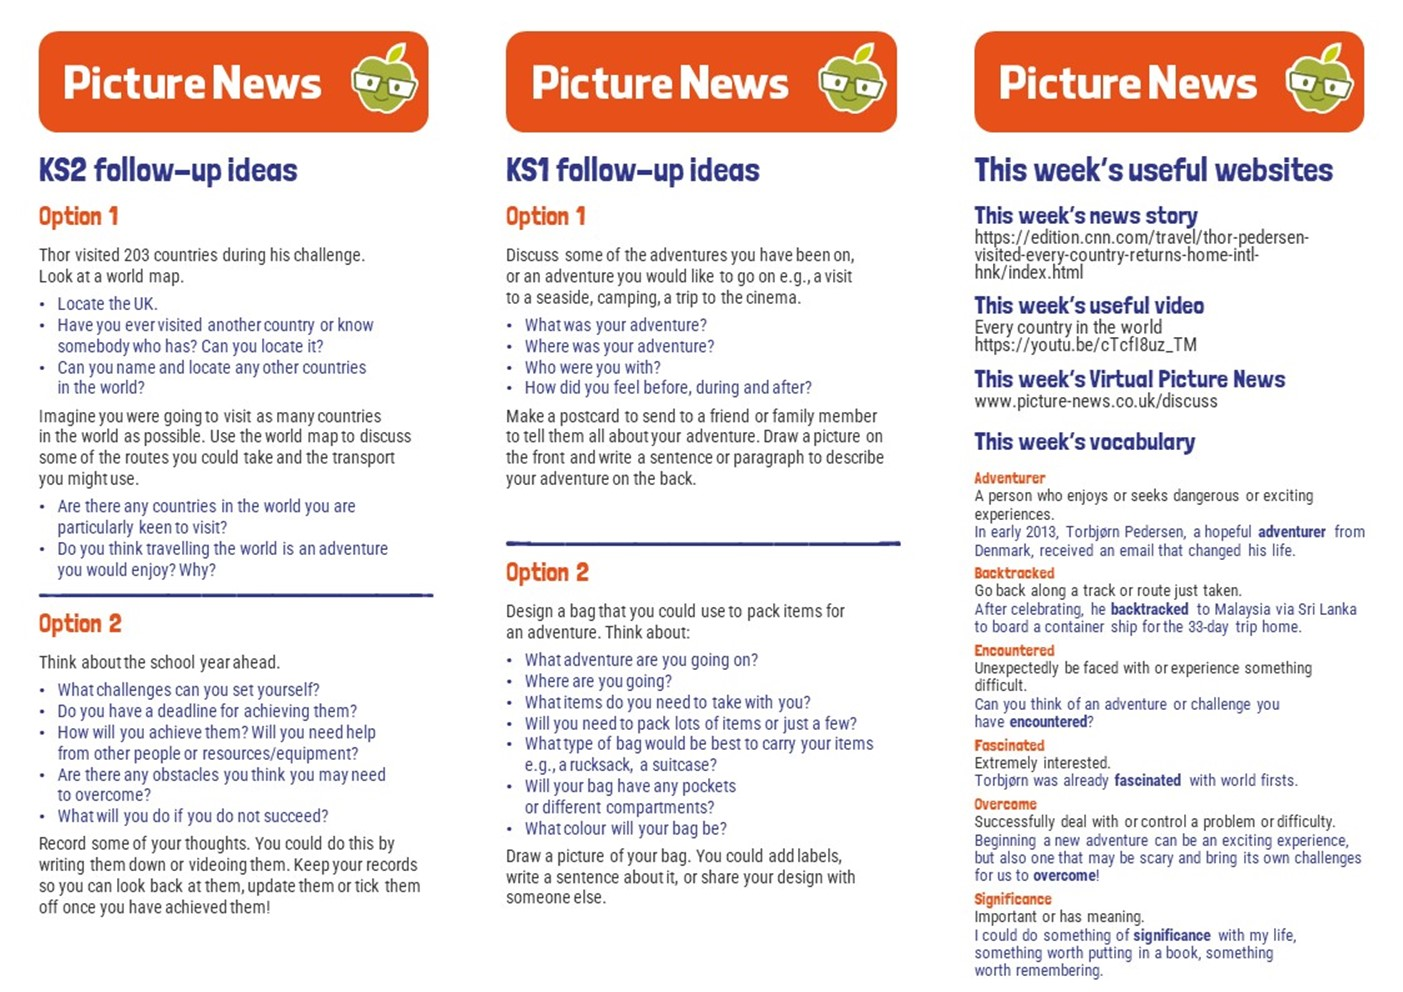 Picture News
KS2 follow-up ideas
Option 1
Thor visited 203 countries during his challenge.
Look at a world map.
• Locate the UK.
• Have you ever visited another country or know
somebody who has? Can you locate it?
• Can you name and locate any other countries
in the world?
Imagine you were going to visit as many countries
in the world as possible. Use the world map to discuss
some of the routes you could take and the transport
you might use.
• Are there any countries in the world you are
particularly keen to visit?
• Do you think travelling the world is an adventure
you would enjoy? Why?
Option 2
Think about the school year ahead.
• What challenges can you set yourself?
• Do you have a deadline for achieving them?
• How will you achieve them? Will you need help
from other people or resources/equipment?
• Are there any obstacles you think you may need
to overcome?
• What will you do if you do not succeed?
Record some of your thoughts. You could do this by
writing them down or videoing them. Keep your records
so you can look back at them, update them or tick them
off once you have achieved them!
Picture News
KS1 follow-up ideas
Option 1
Discuss some of the adventures you have been on,
or an adventure you would like to go on e.g., a visit
to a seaside, camping, a trip to the cinema.
• What was your adventure?
• Where was your adventure?
• Who were you with?
• How did you feel before, during and after?
Make a postcard to send to a friend or family member
to tell them all about your adventure. Draw a picture on
the front and write a sentence or paragraph to describe
your adventure on the back.
Option 2
Design a bag that you could use to pack items for
an adventure. Think about:
• What adventure are you going on?
• Where are you going?
• What items do you need to take with you?
• Will you need to pack lots of items or just a few?
• What type of bag would be best to carry your items
e.g., a rucksack, a suitcase?
• Will your bag have any pockets
or different compartments?
• What colour will your bag be?
Draw a picture of your bag. You could add labels,
write a sentence about it, or share your design with
someone else.
Picture News
This week's useful websites
This week's news story
https://edition.cnn.com/travel/thor-pedersen-
visited-every-country-returns-home-intl-
hnk/index.html
This week's useful video
Every country in the world
https://youtu.be/cTcfI8uz_TM
This week's Virtual Picture News
www.picture-news.co.uk/discuss
This week's vocabulary
Adventurer
A person who enjoys or seeks dangerous or exciting
experiences.
In early 2013, Torbjørn Pedersen, a hopeful adventurer from
Denmark, received an email that changed his life.
Backtracked
Go back along a track or route just taken.
After celebrating, he backtracked to Malaysia via Sri Lanka
to board a container ship for the 33-day trip home.
Encountered
Unexpectedly be faced with or experience something
difficult.
Can you think of an adventure or challenge you
have encountered?
Fascinated
Extremely interested.
Torbjørn was already fascinated with world firsts.
Overcome
Successfully deal with or control a problem or difficulty.
Beginning a new adventure can be an exciting experience,
but also one that may be scary and bring its own challenges
for us to overcome!
Significance
Important or has meaning.
I could do something of significance with my life,
something worth putting in a book, something
worth remembering.